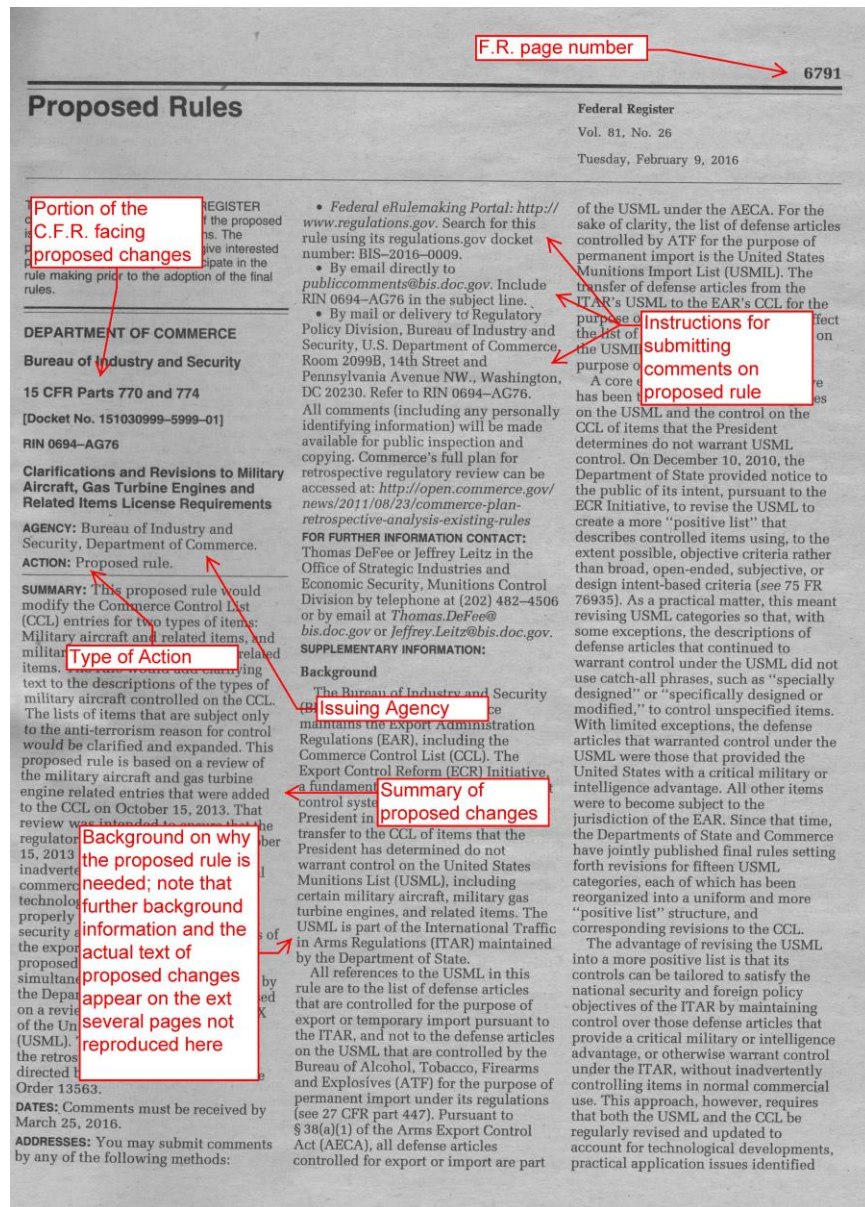 F.R. page number
6791
Proposed Rules
Federal Register
Vol. 81, No. 26
Tuesday, February 9, 2016
Portion of the
C.F.R. facing
proposed changes
REGISTER
of the proposed
The
give interested
in the
rule making prior to the adoption of the final
rules.
DEPARTMENT OF COMMERCE
Bureau of Industry and Security
15 CFR Parts 770 and 774
[Docket No. 151030999–5999–01]
RIN 0694–AG76
Clarifications and Revisions to Military
Aircraft, Gas Turbine Engines and
Related Items License Requirements
AGENCY: Bureau of Industry and
Security, Department of Commerce.
ACTION: Proposed rule.
SUMMARY: This proposed rule would
modify the Commerce Control List
(CCL) entries for two types of items:
Military aircraft and related items, and
related
items. The rule would add clarifying
text to the descriptions of the types of
military aircraft controlled on the CCL.
The lists of items that are subject only
to the anti-terrorism reason for control
would be clarified and expanded. This
proposed rule is based on a review of
the military aircraft and gas turbine
engine related entries that were added
to the CCL on October 15, 2013. That
review was intended to ensure that the
15, 2013
properly
security
of
proposed
by
the
on a
of the
(USML).
the
directed
Order 13563.
DATES: Comments must be received by
March 25, 2016.
ADDRESSES: You may submit comments
by any of the following methods:
Type of Action
Background on why
the proposed rule is
needed; note that
further background
information and the
actual text of
proposed changes
appear on the ext
several pages not
reproduced here
• Federal eRulemaking Portal: http://
www.regulations.gov. Search for this
rule using its regulations.gov docket
number: BIS–2016–0009.
• By email directly to
publiccomments@bis.doc.gov. Include
RIN 0694–AG76 in the subject line.
• By mail or delivery to Regulatory
Policy Division, Bureau of Industry and
Security, U.S. Department of Commerce,
Room 2099B, 14th Street and
Pennsylvania Avenue NW., Washington,
DC 20230. Refer to RIN 0694–AG76.
All comments (including any personally
identifying information) will be made
available for public inspection and
copying. Commerce's full plan for
retrospective regulatory review can be
accessed at: http://open.commerce.gov/
news/2011/08/23/commerce-plan-
retrospective-analysis-existing-rules
FOR FURTHER INFORMATION CONTACT:
Thomas DeFee or Jeffrey Leitz in the
Office of Strategic Industries and
Economic Security, Munitions Control
Division by telephone at (202) 482–4506
or by email at Thomas.DeFee@
bis.doc.gov or Jeffrey.Leitz@bis.doc.gov.
SUPPLEMENTARY INFORMATION:
Background
The Bureau of Industry and Security
Issuing Agency
maintains the Export Administration
Regulations (EAR), including the
Commerce Control List (CCL). The
Export Control Reform (ECR) Initiative,
a
control
President in
Summary of
proposed changes
transfer to the CCL of items that the
President has determined do not
warrant control on the United States
Munitions List (USML), including
certain military aircraft, military gas
turbine engines, and related items. The
USML is part of the International Traffic
in Arms Regulations (ITAR) maintained
by the Department of State.
All references to the USML in this
rule are to the list of defense articles
that are controlled for the purpose of
export or temporary import pursuant to
the ITAR, and not to the defense articles
on the USML that are controlled by the
Bureau of Alcohol, Tobacco, Firearms
and Explosives (ATF) for the purpose of
permanent import under its regulations
(see 27 CFR part 447). Pursuant to
§ 38(a)(1) of the Arms Export Control
Act (AECA), all defense articles
controlled for export or import are part
of the USML under the AECA. For the
sake of clarity, the list of defense articles
controlled by ATF for the purpose of
permanent import is the United States
Munitions Import List (USMIL). The
transfer of defense articles from the
ITAR's USML to the EAR's CCL for the
purpose
the list of
on
the
purpose
Instructions for
submitting
comments on
proposed rule
A core
has been
on the USML and the control on the
CCL of items that the President
determines do not warrant USML
control. On December 10, 2010, the
Department of State provided notice to
the public of its intent, pursuant to the
ECR Initiative, to revise the USML to
create a more "positive list" that
describes controlled items using, to the
extent possible, objective criteria rather
than broad, open-ended, subjective, or
design intent-based criteria (see 75 FR
76935). As a practical matter, this meant
revising USML categories so that, with
some exceptions, the descriptions of
defense articles that continued to
warrant control under the USML did not
use catch-all phrases, such as "specially
designed" or "specifically designed or
modified," to control unspecified items.
With limited exceptions, the defense
articles that warranted control under the
USML were those that provided the
United States with a critical military or
intelligence advantage. All other items
were to become subject to the
jurisdiction of the EAR. Since that time,
the Departments of State and Commerce
have jointly published final rules setting
forth revisions for fifteen USML
categories, each of which has been
reorganized into a uniform and more
"positive list" structure, and
corresponding revisions to the CCL.
The advantage of revising the USML
into a more positive list is that its
controls can be tailored to satisfy the
national security and foreign policy
objectives of the ITAR by maintaining
control over those defense articles that
provide a critical military or intelligence
advantage, or otherwise warrant control
under the ITAR, without inadvertently
controlling items in normal commercial
use. This approach, however, requires
that both the USML and the CCL be
regularly revised and updated to
account for technological developments,
practical application issues identified